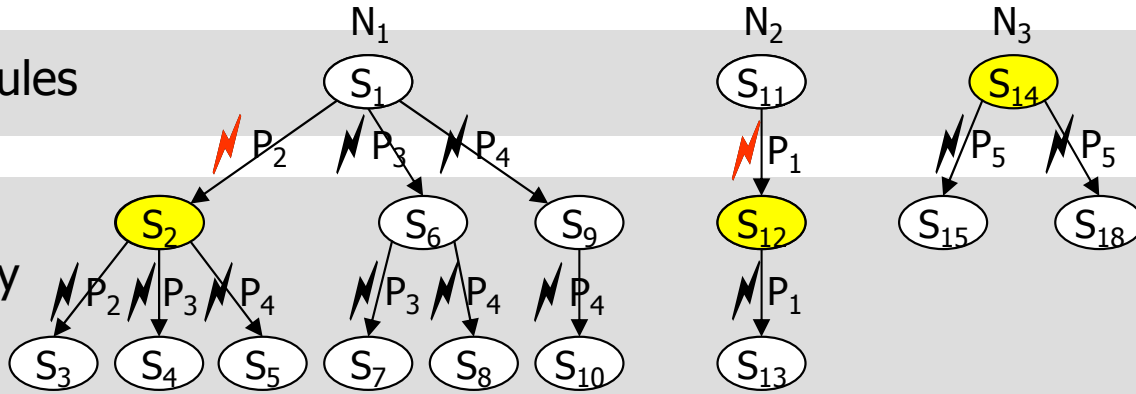 N₁ N₂ N₃
ules S₁ S₁₁ S₁₄
P₂ P₃ P₄ P₁ P₅ P₅
S₂ S₆ S₉ S₁₂ S₁₅ S₁₈
y P₂ P₃ P₄ P₃ P₄ P₄ P₁
S₃ S₄ S₅ S₇ S₈ S₁₀ S₁₃